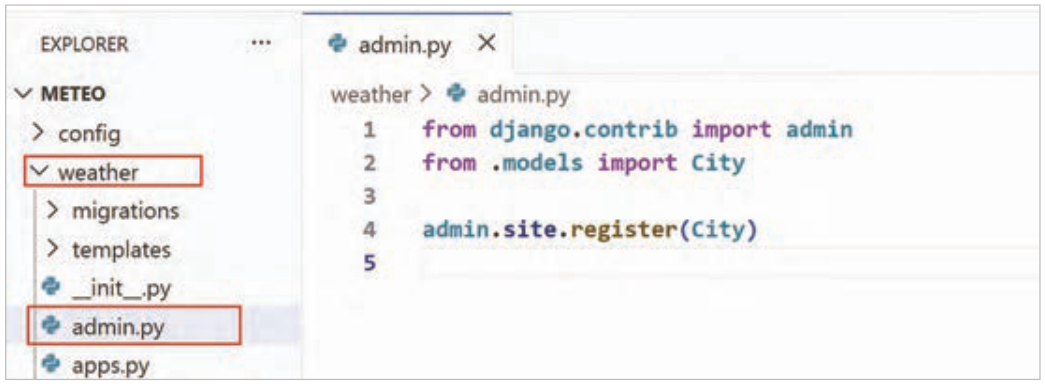 EXPLORER ...
METEO
config
weather
migrations
templates
__init__.py
admin.py
apps.py
admin.py
weather > admin.py
1 from django.contrib import admin
2 from .models import City
3
4 admin.site.register(City)
5